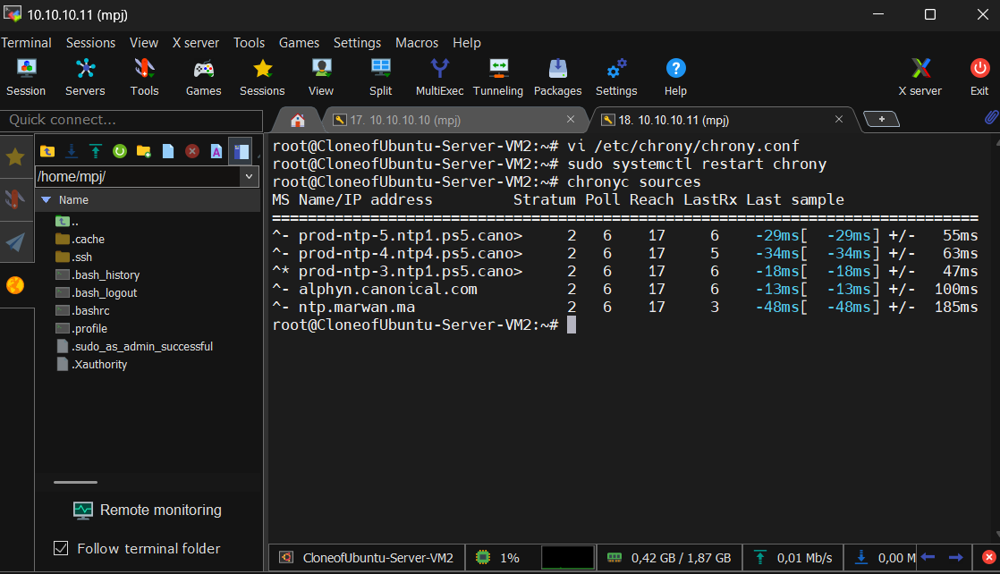 10.10.10.11 (mpj)
Terminal Sessions View X server Tools Games Settings Macros Help
Session Servers Tools Games Sessions View Split MultiExec Tunneling Packages Settings Help X server Exit
Quick connect...
17. 10.10.10.10 (mpj)
18. 10.10.10.11 (mpj)
/home/mpj/
Name
..
.cache
.ssh
.bash_history
.bash_logout
.bashrc
.profile
.sudo_as_admin_successful
.Xauthority
Remote monitoring
Follow terminal folder
root@CloneofUbuntu-Server-VM2:~# vi /etc/chrony/chrony.conf
root@CloneofUbuntu-Server-VM2:~# sudo systemctl restart chrony
root@CloneofUbuntu-Server-VM2:~# chronyc sources
MS Name/IP address         Stratum Poll Reach LastRx Last sample
===============================================================================
^- prod-ntp-5.ntp1.ps5.cano>     2   6    17     6    -29ms[  -29ms] +/-   55ms
^- prod-ntp-4.ntp4.ps5.cano>     2   6    17     5    -34ms[  -34ms] +/-   63ms
^* prod-ntp-3.ntp1.ps5.cano>     2   6    17     6    -18ms[  -18ms] +/-   47ms
^- alphyn.canonical.com          2   6    17     6    -13ms[  -13ms] +/-  100ms
^- ntp.marwan.ma                 2   6    17     3    -48ms[  -48ms] +/-  185ms
root@CloneofUbuntu-Server-VM2:~#
CloneofUbuntu-Server-VM2 1% 0,42 GB / 1,87 GB 0,01 Mb/s 0,00 M